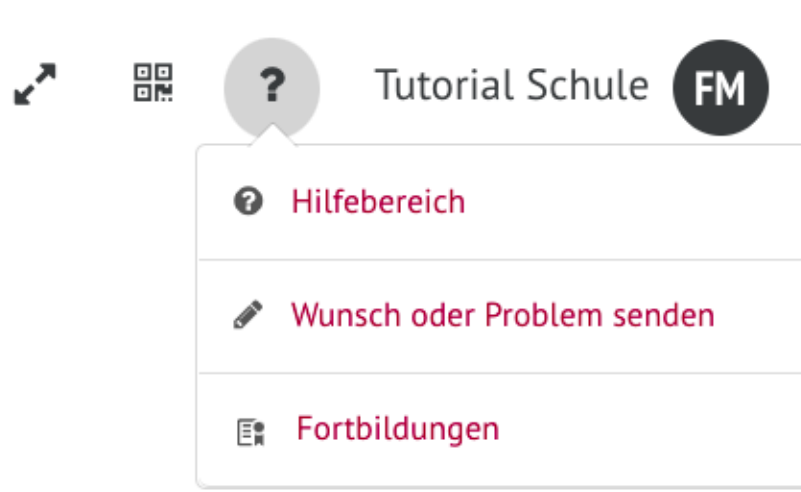 ? Tutorial Schule FM
Hilfebereich
Wunsch oder Problem senden
Fortbildungen